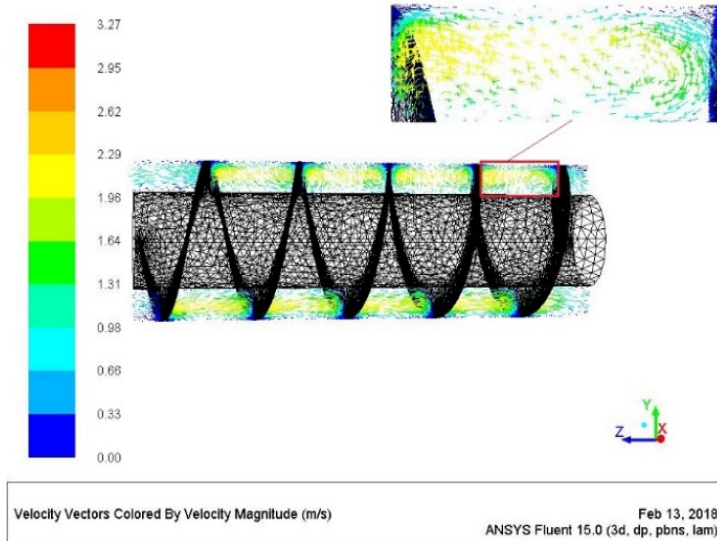 3.27
2.95
2.62
2.29
1.96
1.64
1.31
0.98
0.66
0.33
0.00
Y
Z
X
Velocity Vectors Colored By Velocity Magnitude (m/s)
Feb 13, 2018
ANSYS Fluent 15.0 (3d, dp, pbns, lam)